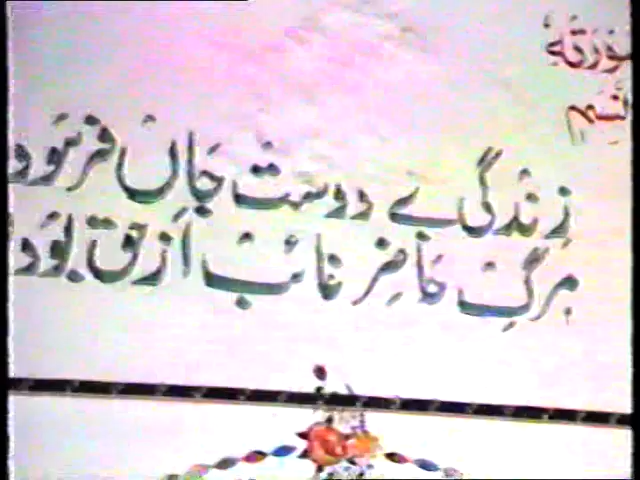 زندگی بے دوست جاں فرسود
مرگِ حاضر غائب از حق بود